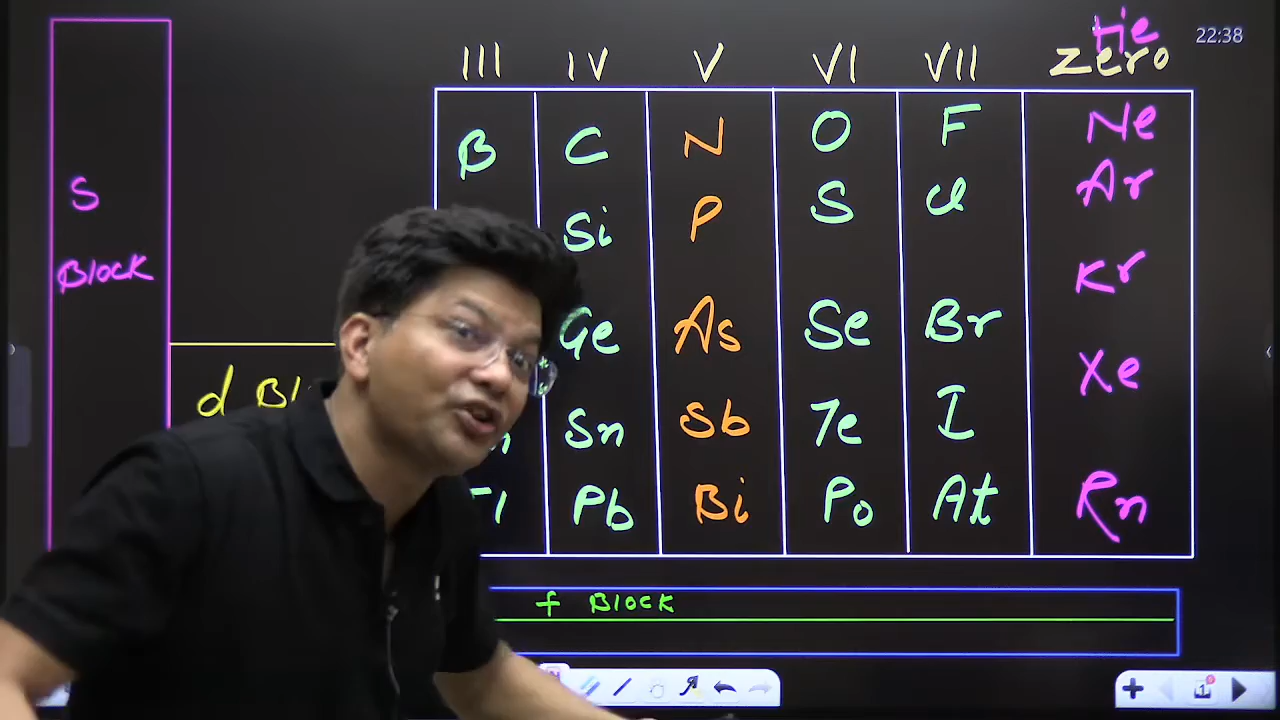 He
22:38
III IV V VI VII zero
B C N O F Ne
Si P S Cl Ar
S
Block
Kr
Ge As Se Br
Xe
d
Sn Sb Te I
Tl Pb Bi Po At Rn
f Block